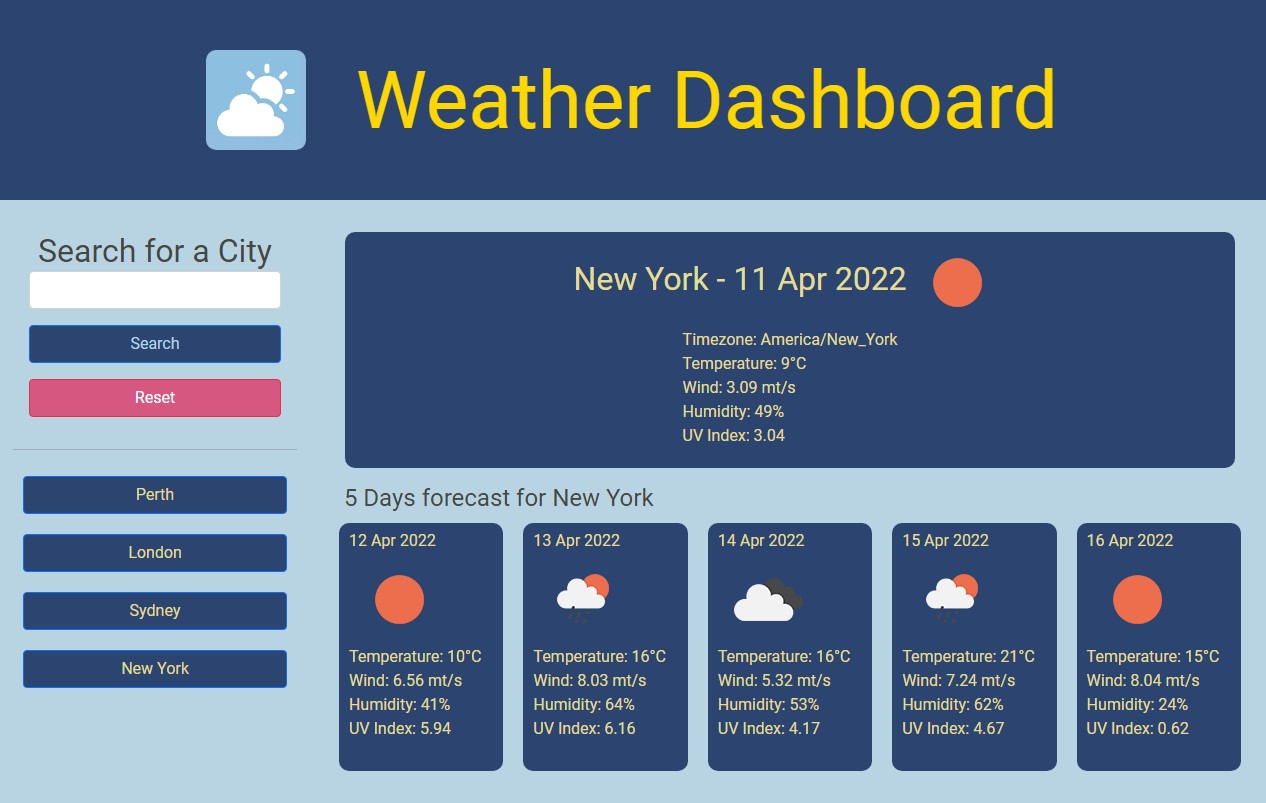 Weather Dashboard
Search for a City
Search
Reset
Perth
London
Sydney
New York
New York - 11 Apr 2022
Timezone: America/New_York
Temperature: 9°C
Wind: 3.09 mt/s
Humidity: 49%
UV Index: 3.04
5 Days forecast for New York
12 Apr 2022
Temperature: 10°C
Wind: 6.56 mt/s
Humidity: 41%
UV Index: 5.94
13 Apr 2022
Temperature: 16°C
Wind: 8.03 mt/s
Humidity: 64%
UV Index: 6.16
14 Apr 2022
Temperature: 16°C
Wind: 5.32 mt/s
Humidity: 53%
UV Index: 4.17
15 Apr 2022
Temperature: 21°C
Wind: 7.24 mt/s
Humidity: 62%
UV Index: 4.67
16 Apr 2022
Temperature: 15°C
Wind: 8.04 mt/s
Humidity: 24%
UV Index: 0.62